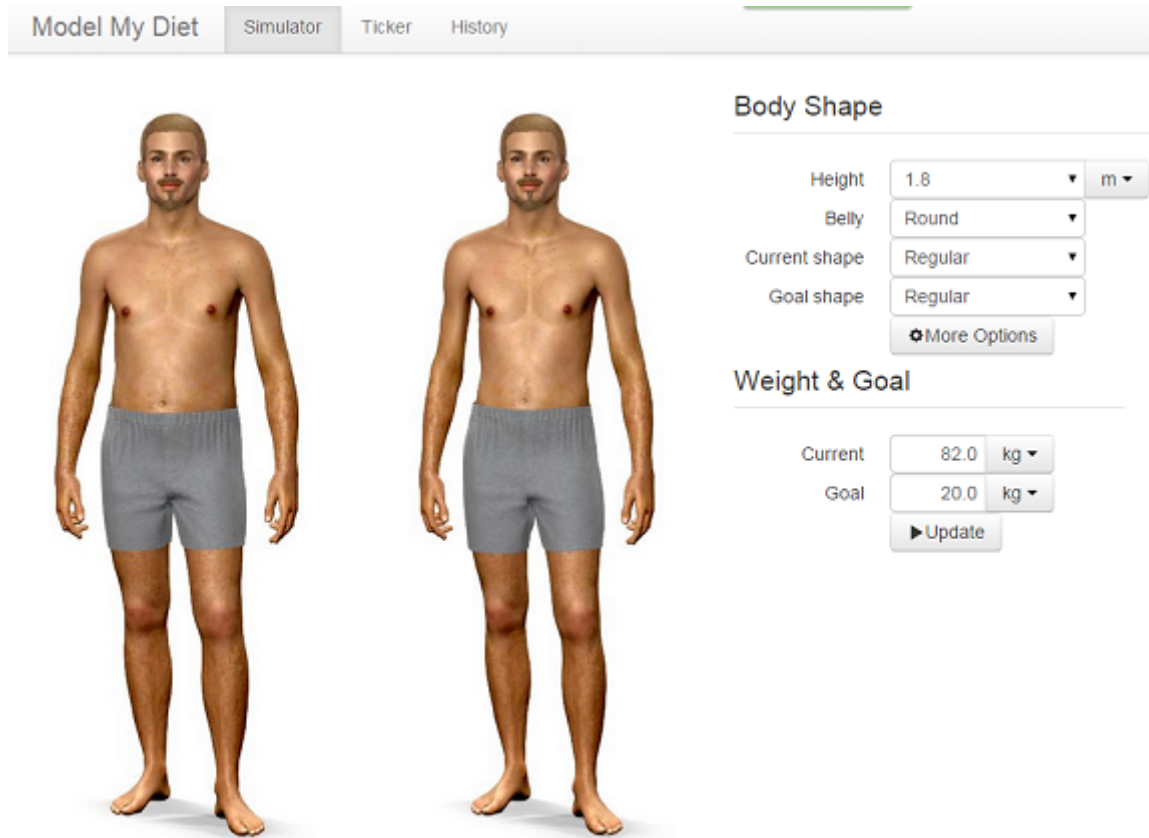 Model My Diet Simulator Ticker History
Body Shape
Height 1.8 m
Belly Round
Current shape Regular
Goal shape Regular
More Options
Weight & Goal
Current 82.0 kg
Goal 20.0 kg
Update